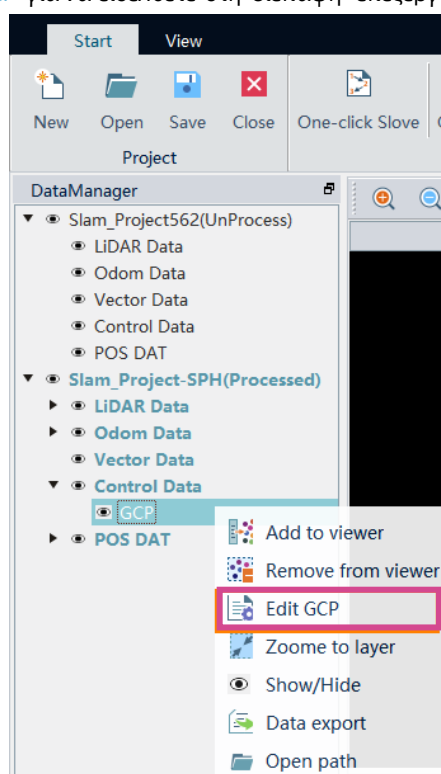 Start View
New Open Save Close One-click Slove
Project
DataManager
Slam_Project562(UnProcess)
LiDAR Data
Odom Data
Vector Data
Control Data
POS DAT
Slam_Project-SPH(Processed)
LiDAR Data
Odom Data
Vector Data
Control Data
GCP
POS DAT
Add to viewer
Remove from viewer
Edit GCP
Zoome to layer
Show/Hide
Data export
Open path